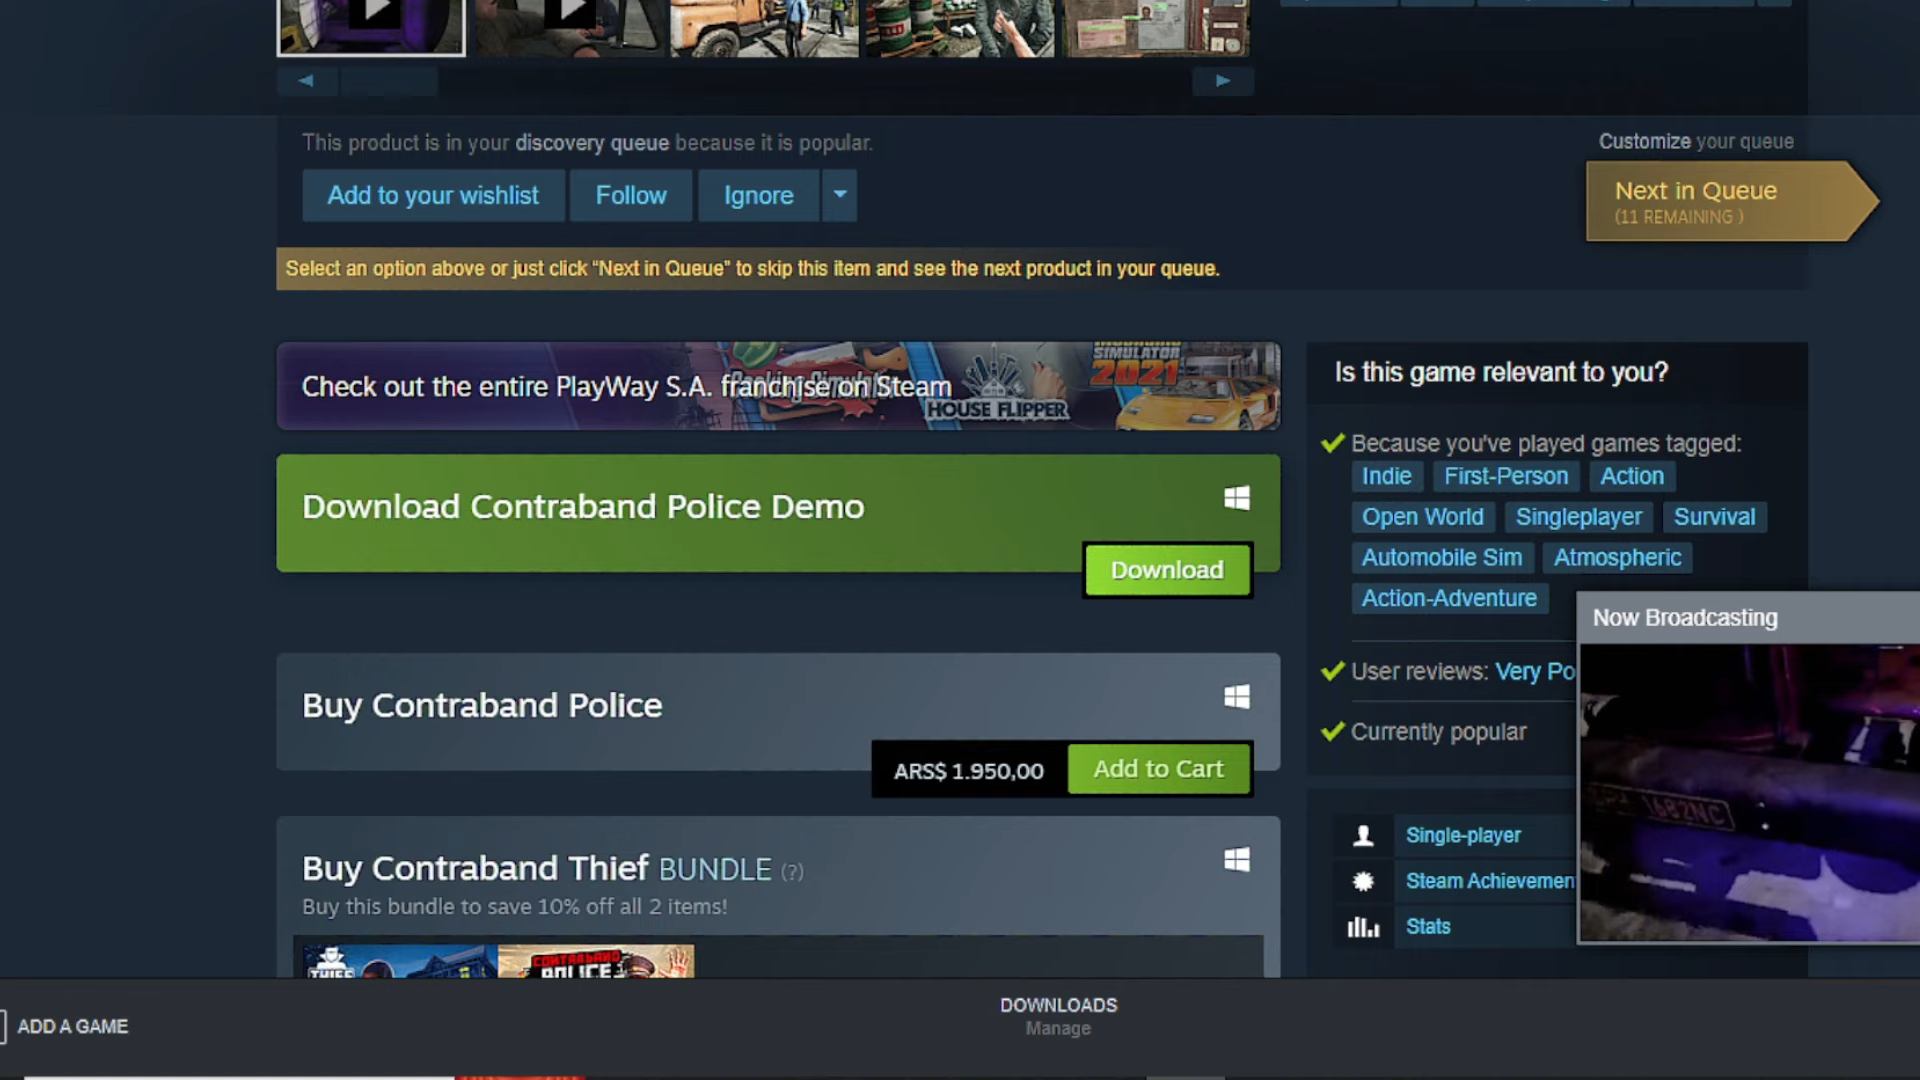 This product is in your discovery queue because it is popular.
Customize your queue
Add to your wishlist
Follow
Ignore
Next in Queue
(11 REMAINING )
Select an option above or just click “Next in Queue” to skip this item and see the next product in your queue.
Check out the entire PlayWay S.A. franchise on Steam
HOUSE FLIPPER
SIMULATOR
2021
Download Contraband Police Demo
Download
Buy Contraband Police
ARS$ 1.950,00
Add to Cart
Buy Contraband Thief BUNDLE (?)
Buy this bundle to save 10% off all 2 items!
THIEF
CONTRABAND
POLICE
Is this game relevant to you?
Because you've played games tagged:
Indie
First-Person
Action
Open World
Singleplayer
Survival
Automobile Sim
Atmospheric
Action-Adventure
User reviews: Very Po
Currently popular
Single-player
Steam Achievemen
Stats
Now Broadcasting
ADD A GAME
DOWNLOADS
Manage